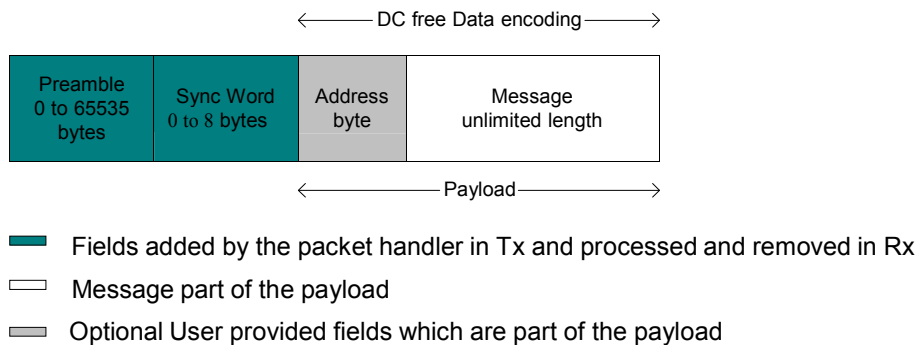 DC free Data encoding
Preamble
0 to 65535
bytes
Sync Word
0 to 8 bytes
Address
byte
Message
unlimited length
Payload
Fields added by the packet handler in Tx and processed and removed in Rx
Message part of the payload
Optional User provided fields which are part of the payload